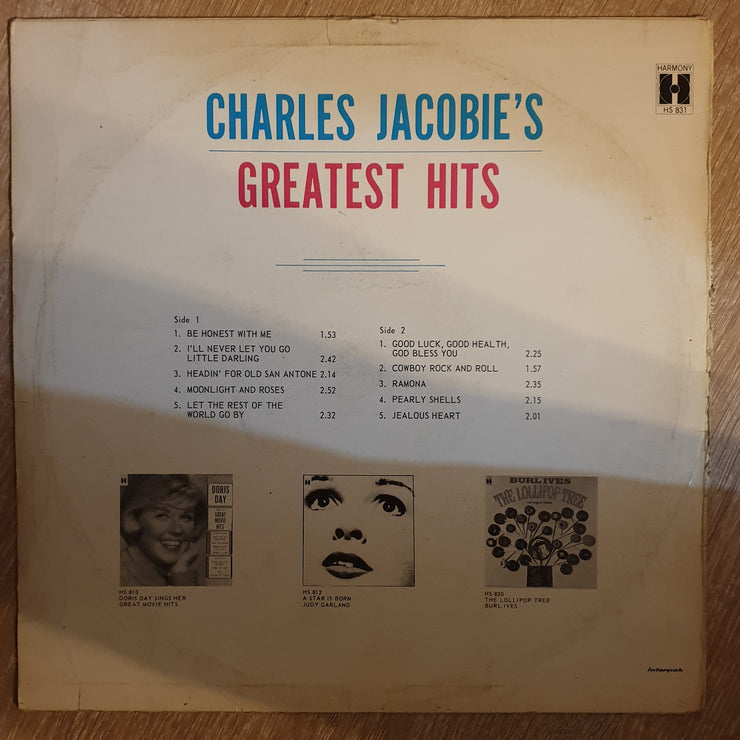 HARMONY
HS 831
CHARLES JACOBIE'S
GREATEST HITS
Side 1
1. BE HONEST WITH ME 1.53
2. I'LL NEVER LET YOU GO
LITTLE DARLING 2.42
3. HEADIN' FOR OLD SAN ANTONE 2.14
4. MOONLIGHT AND ROSES 2.52
5. LET THE REST OF THE
WORLD GO BY 2.32
Side 2
1. GOOD LUCK, GOOD HEALTH,
GOD BLESS YOU 2.25
2. COWBOY ROCK AND ROLL 1.57
3. RAMONA 2.35
4. PEARLY SHELLS 2.15
5. JEALOUS HEART 2.01
DORIS
DAY
GREAT
MOVIE
HITS
HS 810
DORIS DAY SINGS HER
GREAT MOVIE HITS
HS 812
A STAR IS BORN
JUDY GARLAND
BURL IVES
THE LOLLIPOP TREE
HS 820
THE LOLLIPOP TREE
BURL IVES
interpak